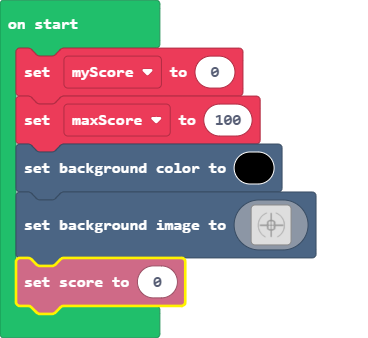 on start
set myScore to 0
set maxScore to 100
set background color to
set background image to
set score to 0